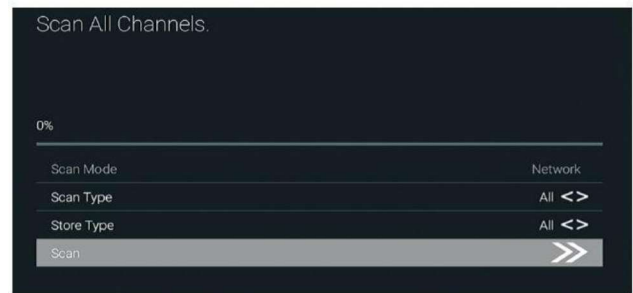 Scan All Channels.
0%
Scan Mode Network
Scan Type All <>
Store Type All <>
Scan >>